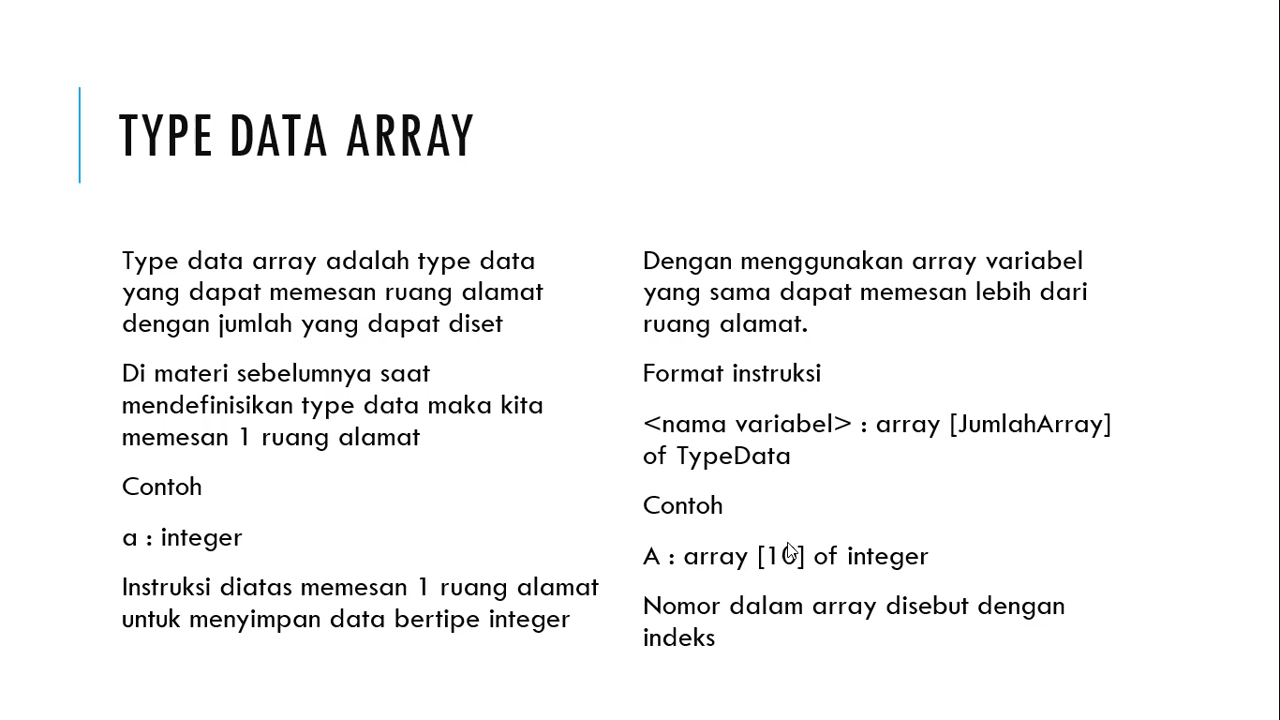 TYPE DATA ARRAY
Type data array adalah type data
yang dapat memesan ruang alamat
dengan jumlah yang dapat diset
Di materi sebelumnya saat
mendefinisikan type data maka kita
memesan 1 ruang alamat
Contoh
a : integer
Instruksi diatas memesan 1 ruang alamat
untuk menyimpan data bertipe integer
Dengan menggunakan array variabel
yang sama dapat memesan lebih dari
ruang alamat.
Format instruksi
<nama variabel> : array [JumlahArray]
of TypeData
Contoh
A : array [10] of integer
Nomor dalam array disebut dengan
indeks